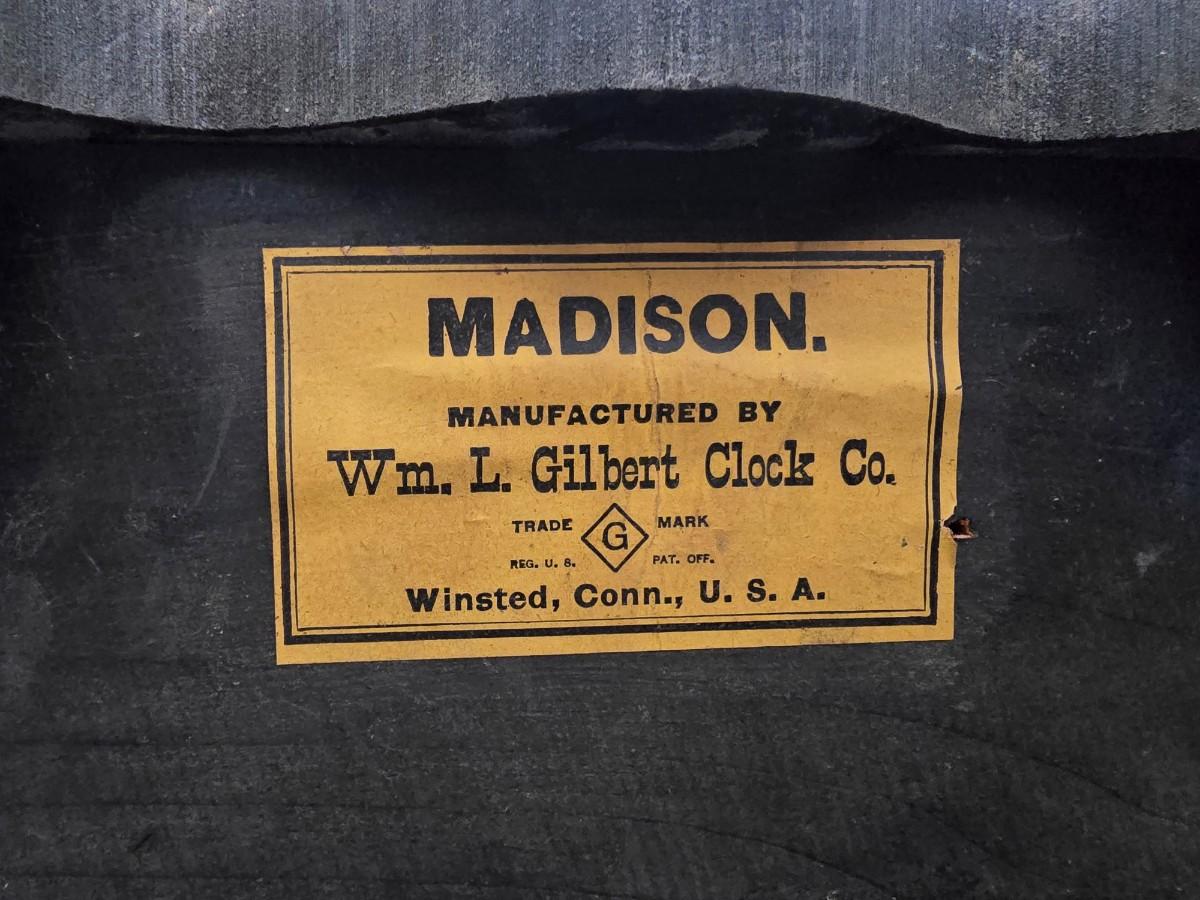 MADISON.
MANUFACTURED BY
Wm. L. Gilbert Clock Co.
TRADE G MARK
REG. U. S. PAT. OFF.
Winsted, Conn., U. S. A.